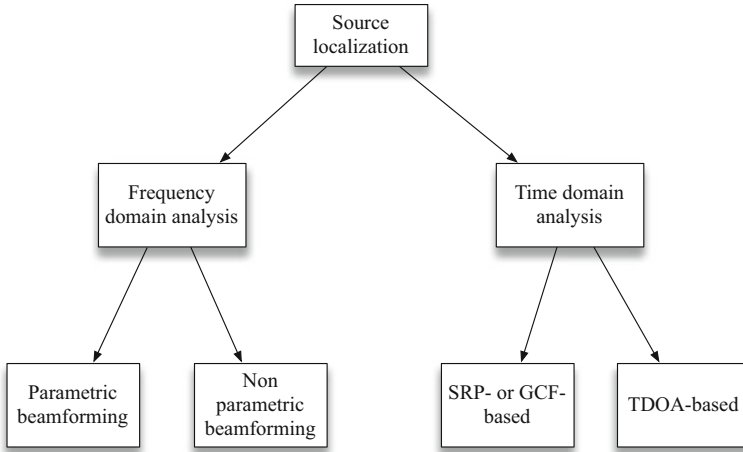 Source
localization
Frequency
domain analysis
Time domain
analysis
Parametric
beamforming
Non
parametric
beamforming
SRP- or GCF-
based
TDOA-based